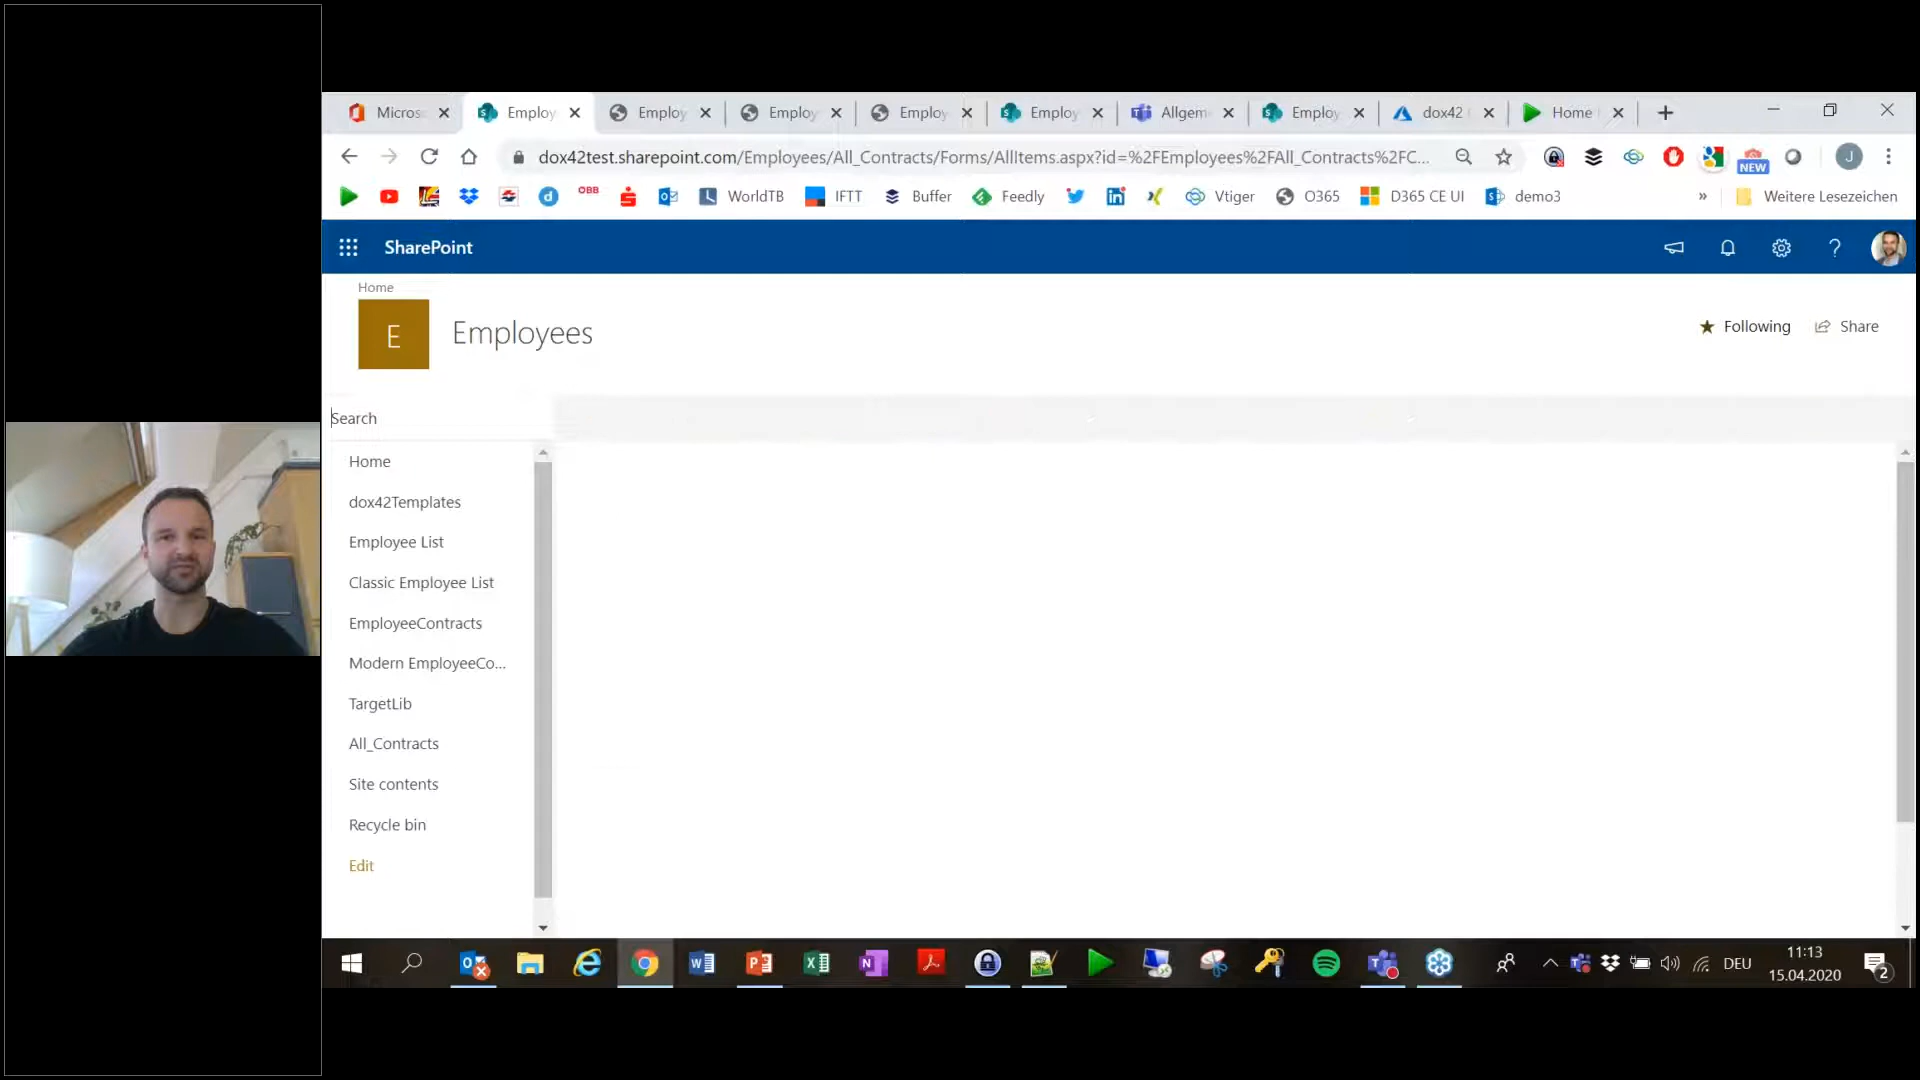 Micros
Employ
Employ
Employ
Employ
Employ
Allgem
Employ
dox42
Home
dox42test.sharepoint.com/Employees/All_Contracts/Forms/AllItems.aspx?id=%2FEmployees%2FAll_Contracts%2FC...
NEW
J
OBB
WorldTB
IFTT
Buffer
Feedly
Vtiger
O365
D365 CE UI
demo3
»
Weitere Lesezeichen
SharePoint
Home
E
Employees
Following
Share
Search
Home
dox42Templates
Employee List
Classic Employee List
EmployeeContracts
Modern EmployeeCo...
TargetLib
All_Contracts
Site contents
Recycle bin
Edit
DEU
11:13
15.04.2020
2